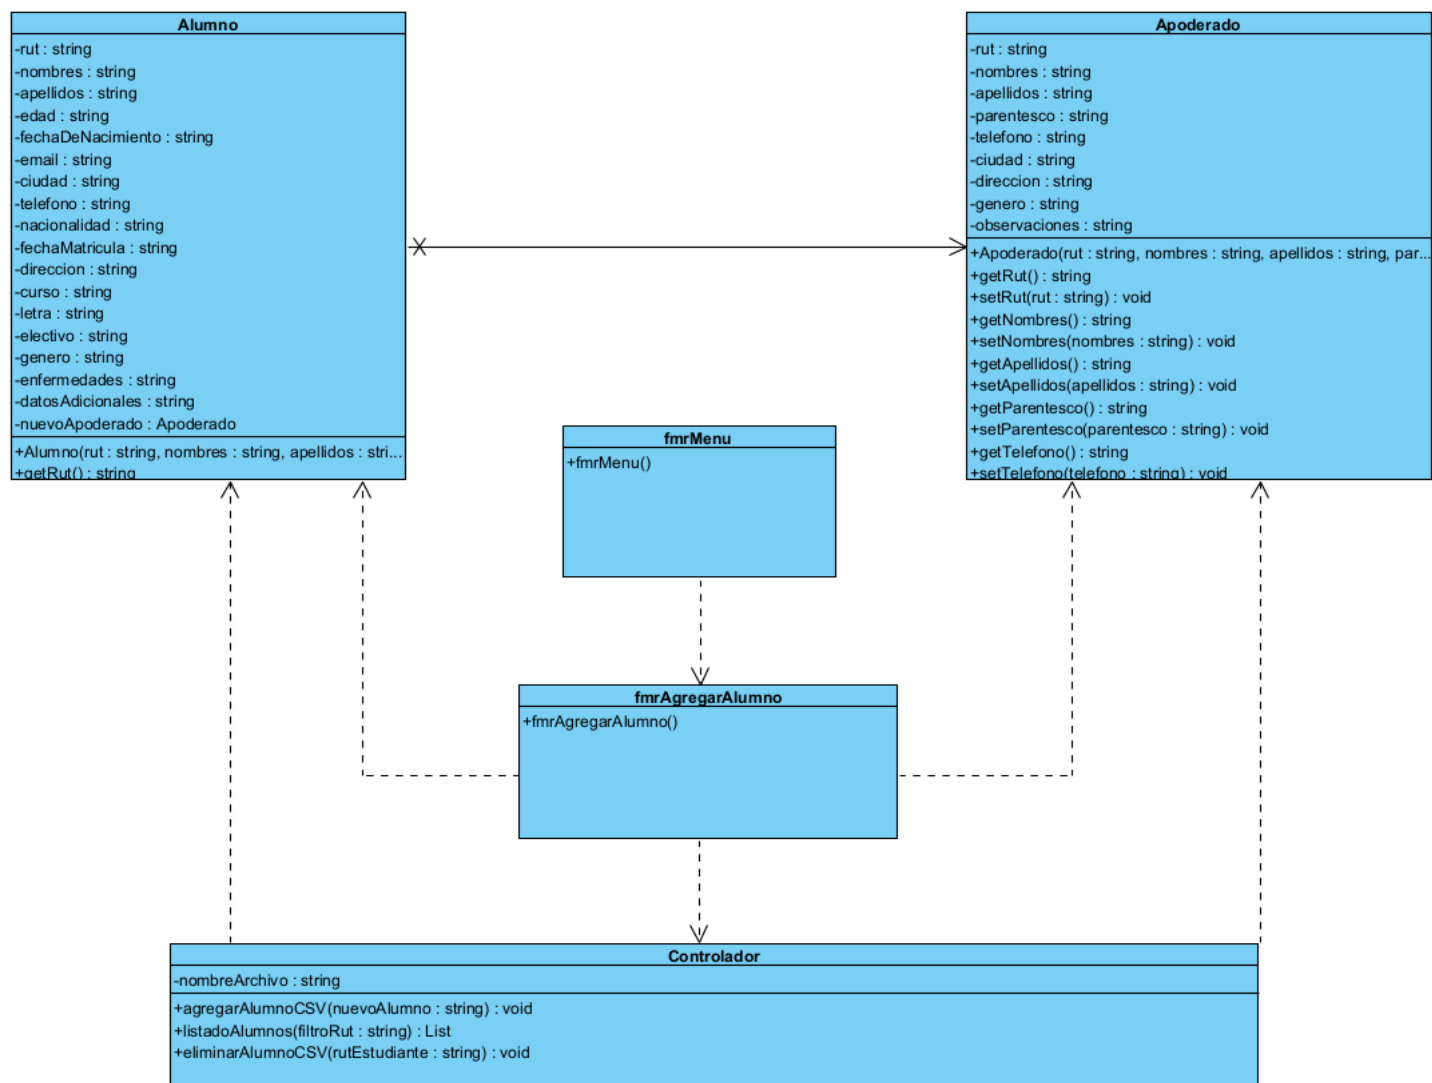 Alumno
-rut : string
-nombres : string
-apellidos : string
-edad : string
-fechaDeNacimiento : string
-email : string
-ciudad : string
-telefono : string
-nacionalidad : string
-fechaMatricula : string
-direccion : string
-curso : string
-letra : string
-electivo : string
-genero : string
-enfermedades : string
-datosAdicionales : string
-nuevoApoderado : Apoderado
+Alumno(rut : string, nombres : string, apellidos : stri...
+getRut() : string
Apoderado
-rut : string
-nombres : string
-apellidos : string
-parentesco : string
-telefono : string
-ciudad : string
-direccion : string
-genero : string
-observaciones : string
+Apoderado(rut : string, nombres : string, apellidos : string, par...
+getRut() : string
+setRut(rut : string) : void
+getNombres() : string
+setNombres(nombres : string) : void
+getApellidos() : string
+setApellidos(apellidos : string) : void
+getParentesco() : string
+setParentesco(parentesco : string) : void
+getTelefono() : string
+setTelefono(telefono : string) : void
fmrMenu
+fmrMenu()
fmrAgregarAlumno
+fmrAgregarAlumno()
Controlador
-nombreArchivo : string
+agregarAlumnoCSV(nuevoAlumno : string) : void
+listadoAlumnos(filtroRut : string) : List
+eliminarAlumnoCSV(rutEstudiante : string) : void